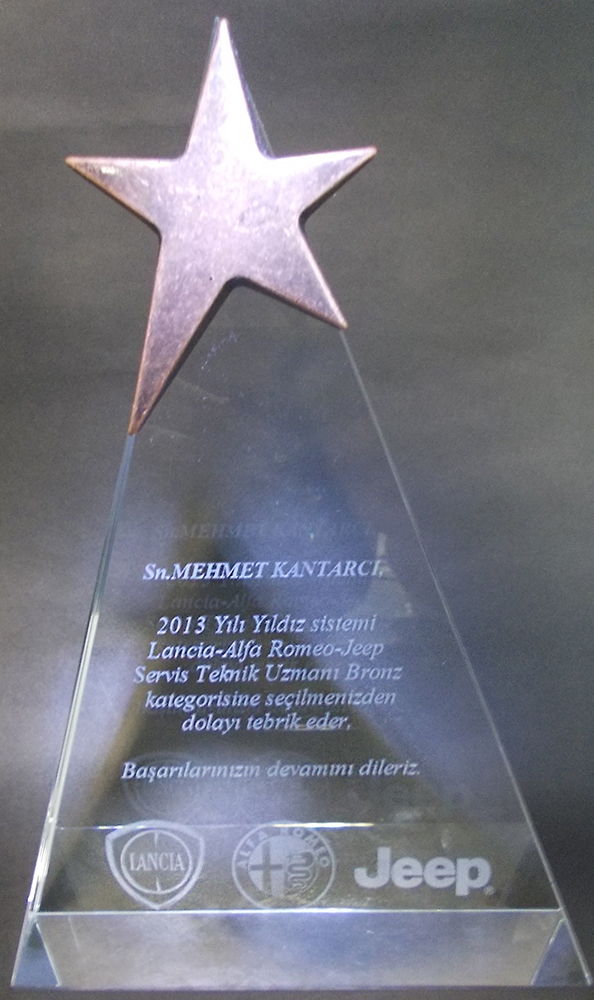 Sn.MEHMET KANTARCI,
2013 Yılı Yıldız sistemi
Lancia-Alfa Romeo-Jeep
Servis Teknik Uzmanı Bronz
kategorisine seçilmenizden
dolayı tebrik eder,
Başarılarınızın devamını dileriz.
LANCIA
ALFA ROMEO
Jeep®